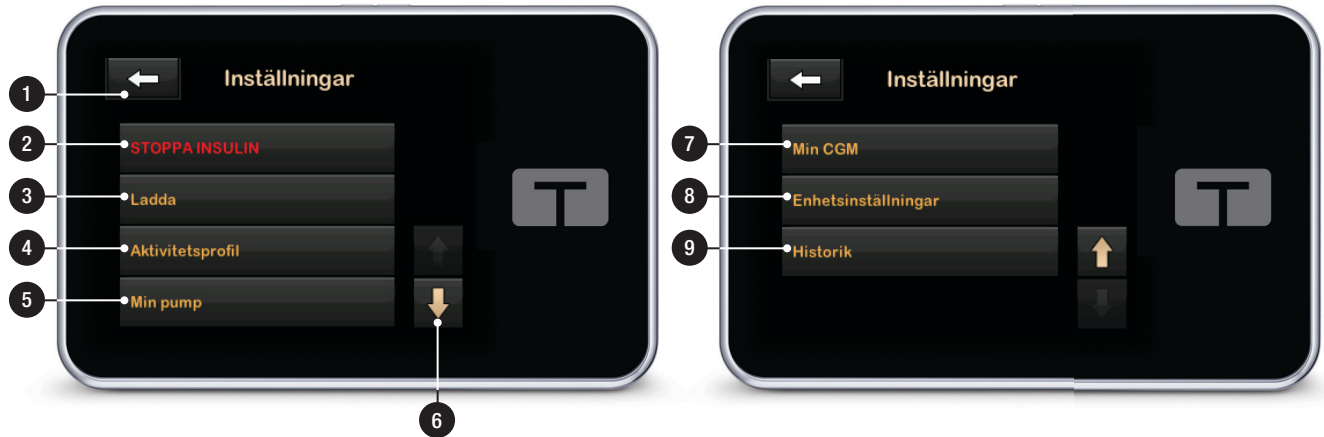 Inställningar
1
2 STOPPA INSULIN
3 Ladda
4 Aktivitetsprofil
5 Min pump
6
Inställningar
7 Min CGM
8 Enhetsinställningar
9 Historik